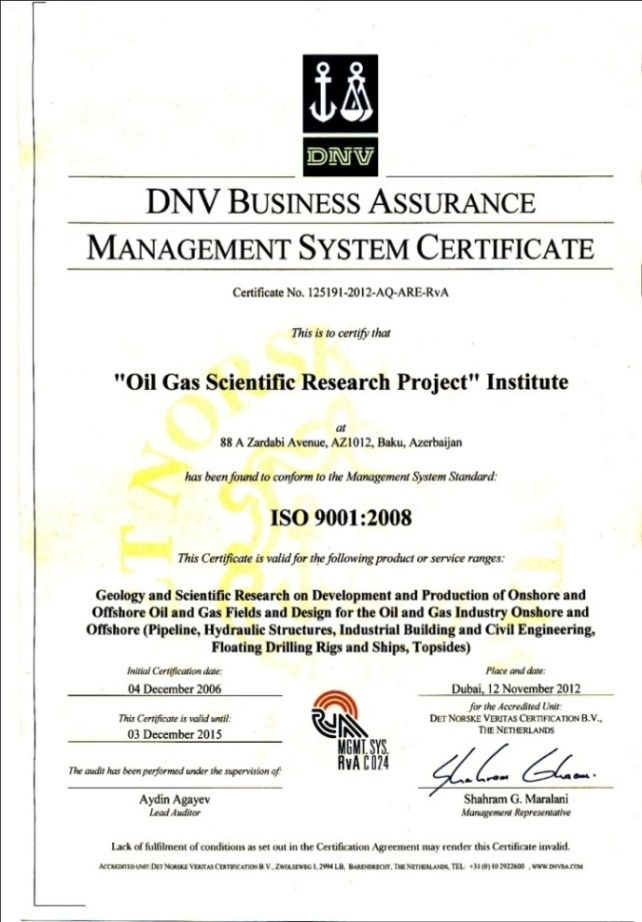 DNV
DNV BUSINESS ASSURANCE
MANAGEMENT SYSTEM CERTIFICATE
Certificate No. 125191-2012-AQ-ARE-RvA
This is to certify that
"Oil Gas Scientific Research Project" Institute
at
88 A Zardabi Avenue, AZ1012, Baku, Azerbaijan
has been found to conform to the Management System Standard:
ISO 9001:2008
This Certificate is valid for the following product or service ranges:
Geology and Scientific Research on Development and Production of Onshore and
Offshore Oil and Gas Fields and Design for the Oil and Gas Industry Onshore and
Offshore (Pipeline, Hydraulic Structures, Industrial Building and Civil Engineering,
Floating Drilling Rigs and Ships, Topsides)
Initial Certification date:
04 December 2006
This Certificate is valid until:
03 December 2015
The audit has been performed under the supervision of:
Aydin Agayev
Lead Auditor
RvA
MGMT. SYS.
RvA C 024
Place and date:
Dubai, 12 November 2012
for the Accredited Unit:
DET NORSKE VERITAS CERTIFICATION B.V.,
THE NETHERLANDS
Shahram G. Maralani
Management Representative
Lack of fulfilment of conditions as set out in the Certification Agreement may render this Certificate invalid.
ACCREDITED UNIT: DET NORSKE VERITAS CERTIFICATION B.V., ZWOLSEWEG 1, 2994 LB, BARENDRECHT, THE NETHERLANDS, TEL: +31 (0) 10 2922600 , WWW.DNVBA.COM